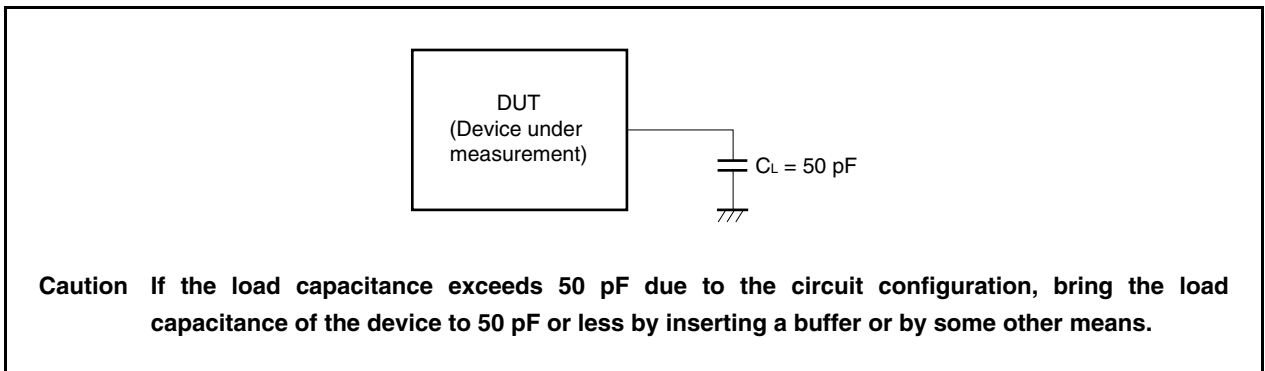 DUT
(Device under
measurement)
CL = 50 pF
Caution If the load capacitance exceeds 50 pF due to the circuit configuration, bring the load
capacitance of the device to 50 pF or less by inserting a buffer or by some other means.